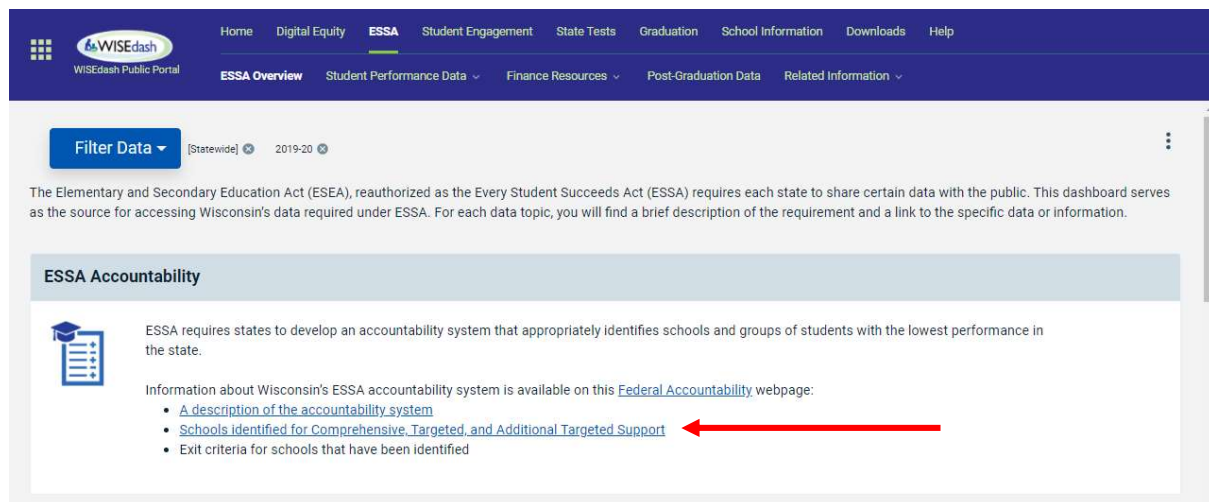 Home Digital Equity ESSA Student Engagement State Tests Graduation School Information Downloads Help
WISEdash
WISEdash Public Portal
ESSA Overview Student Performance Data Finance Resources Post-Graduation Data Related Information
Filter Data [Statewide] 2019-20
The Elementary and Secondary Education Act (ESEA), reauthorized as the Every Student Succeeds Act (ESSA) requires each state to share certain data with the public. This dashboard serves
as the source for accessing Wisconsin's data required under ESSA. For each data topic, you will find a brief description of the requirement and a link to the specific data or information.
ESSA Accountability
ESSA requires states to develop an accountability system that appropriately identifies schools and groups of students with the lowest performance in
the state.
Information about Wisconsin's ESSA accountability system is available on this Federal Accountability webpage:
• A description of the accountability system
• Schools identified for Comprehensive, Targeted, and Additional Targeted Support
• Exit criteria for schools that have been identified